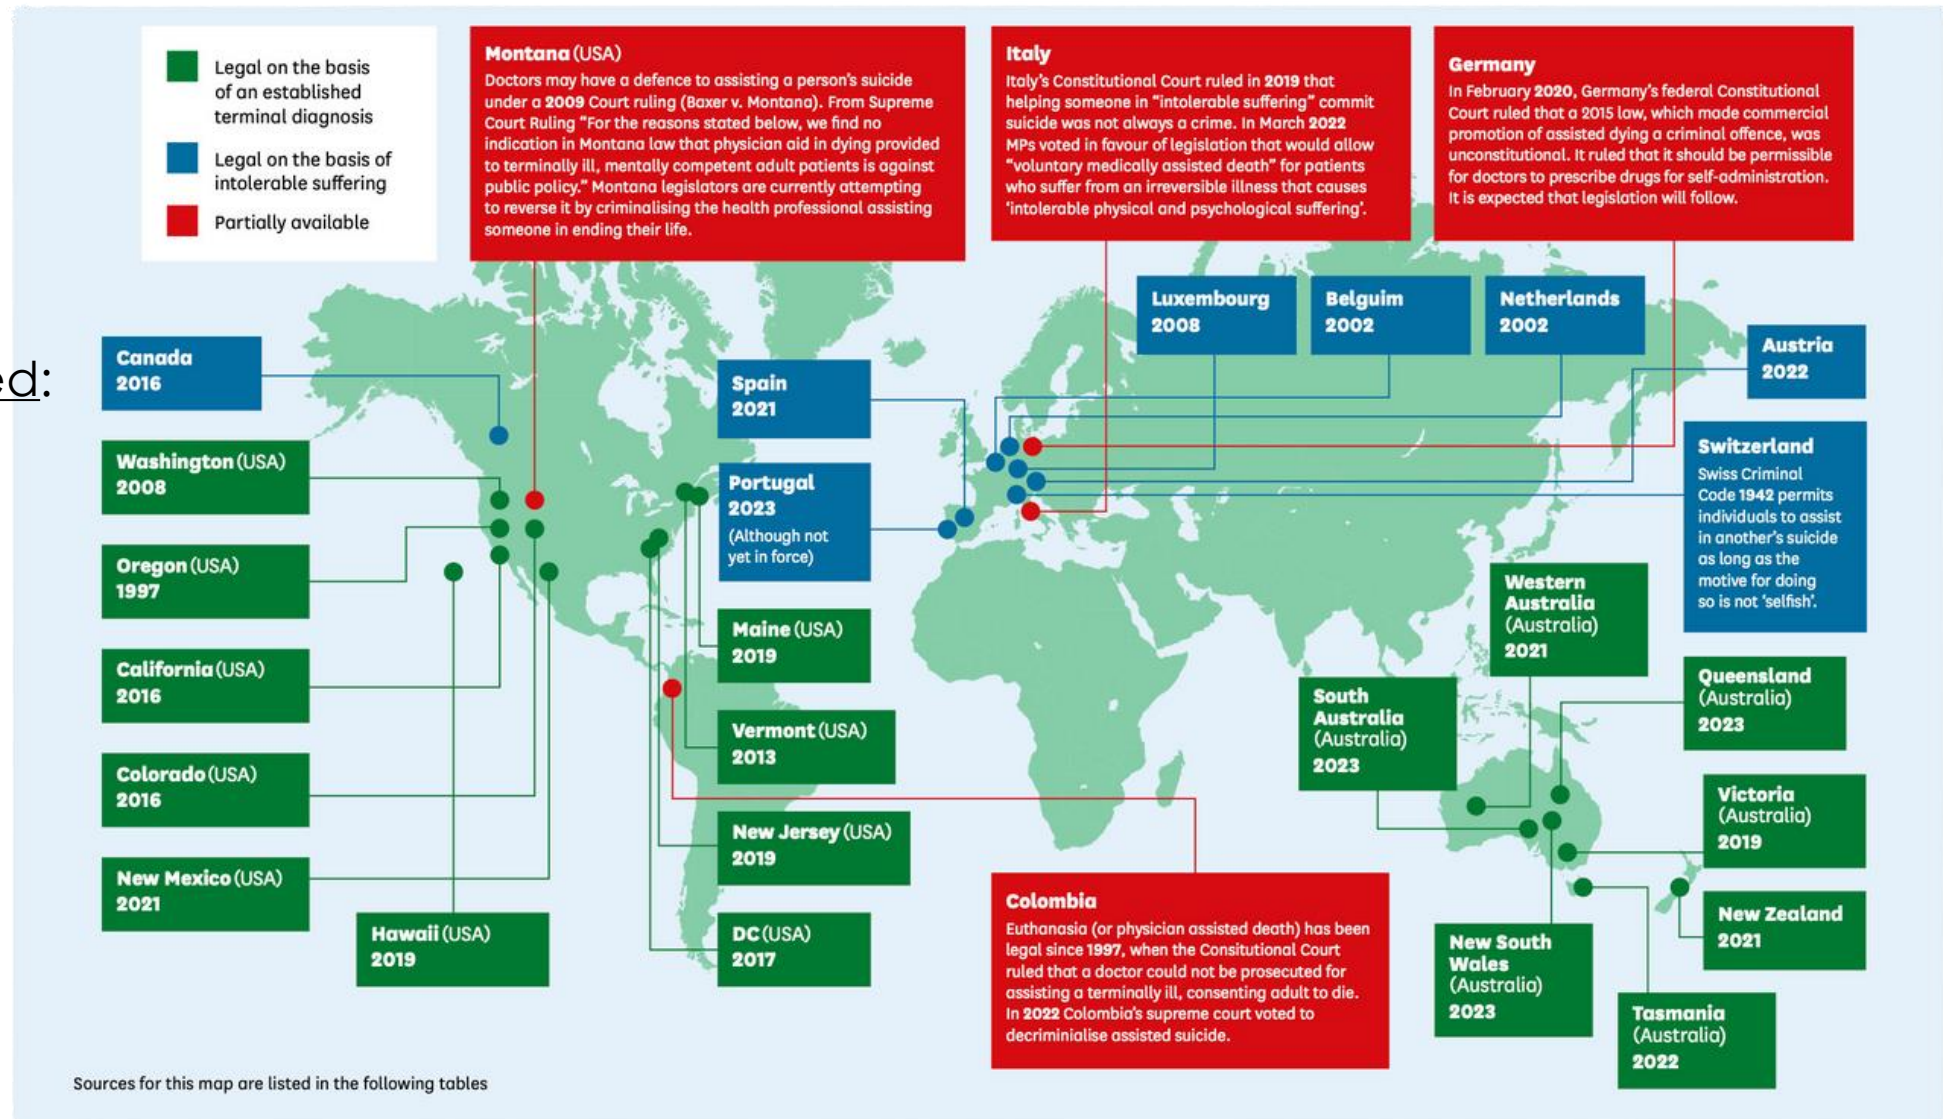 Legal on the basis
of an established
terminal diagnosis
Legal on the basis of
intolerable suffering
Partially available
Montana (USA)
Doctors may have a defence to assisting a person's suicide
under a 2009 Court ruling (Baxer v. Montana). From Supreme
Court Ruling "For the reasons stated below, we find no
indication in Montana law that physician aid in dying provided
to terminally ill, mentally competent adult patients is against
public policy." Montana legislators are currently attempting
to reverse it by criminalising the health professional assisting
someone in ending their life.
Italy
Italy's Constitutional Court ruled in 2019 that
helping someone in "intolerable suffering" commit
suicide was not always a crime. In March 2022
MPs voted in favour of legislation that would allow
"voluntary medically assisted death" for patients
who suffer from an irreversible illness that causes
'intolerable physical and psychological suffering'.
Germany
In February 2020, Germany's federal Constitutional
Court ruled that a 2015 law, which made commercial
promotion of assisted dying a criminal offence, was
unconstitutional. It ruled that it should be permissible
for doctors to prescribe drugs for self-administration.
It is expected that legislation will follow.
Luxembourg
2008
Belguim
2002
Netherlands
2002
Austria
2022
ed:
Canada
2016
Spain
2021
Switzerland
Swiss Criminal
Code 1942 permits
individuals to assist
in another's suicide
as long as the
motive for doing
so is not 'selfish'.
Washington (USA)
2008
Portugal
2023
(Although not
yet in force)
Oregon (USA)
1997
Western
Australia
(Australia)
2021
Maine (USA)
2019
California (USA)
2016
South
Australia
(Australia)
2023
Queensland
(Australia)
2023
Vermont (USA)
2013
Colorado (USA)
2016
Victoria
(Australia)
2019
New Jersey (USA)
2019
New Mexico (USA)
2021
Hawaii (USA)
2019
DC (USA)
2017
Colombia
Euthanasia (or physician assisted death) has been
legal since 1997, when the Consitutional Court
ruled that a doctor could not be prosecuted for
assisting a terminally ill, consenting adult to die.
In 2022 Colombia's supreme court voted to
decriminialise assisted suicide.
New South
Wales
(Australia)
2023
New Zealand
2021
Tasmania
(Australia)
2022
Sources for this map are listed in the following tables